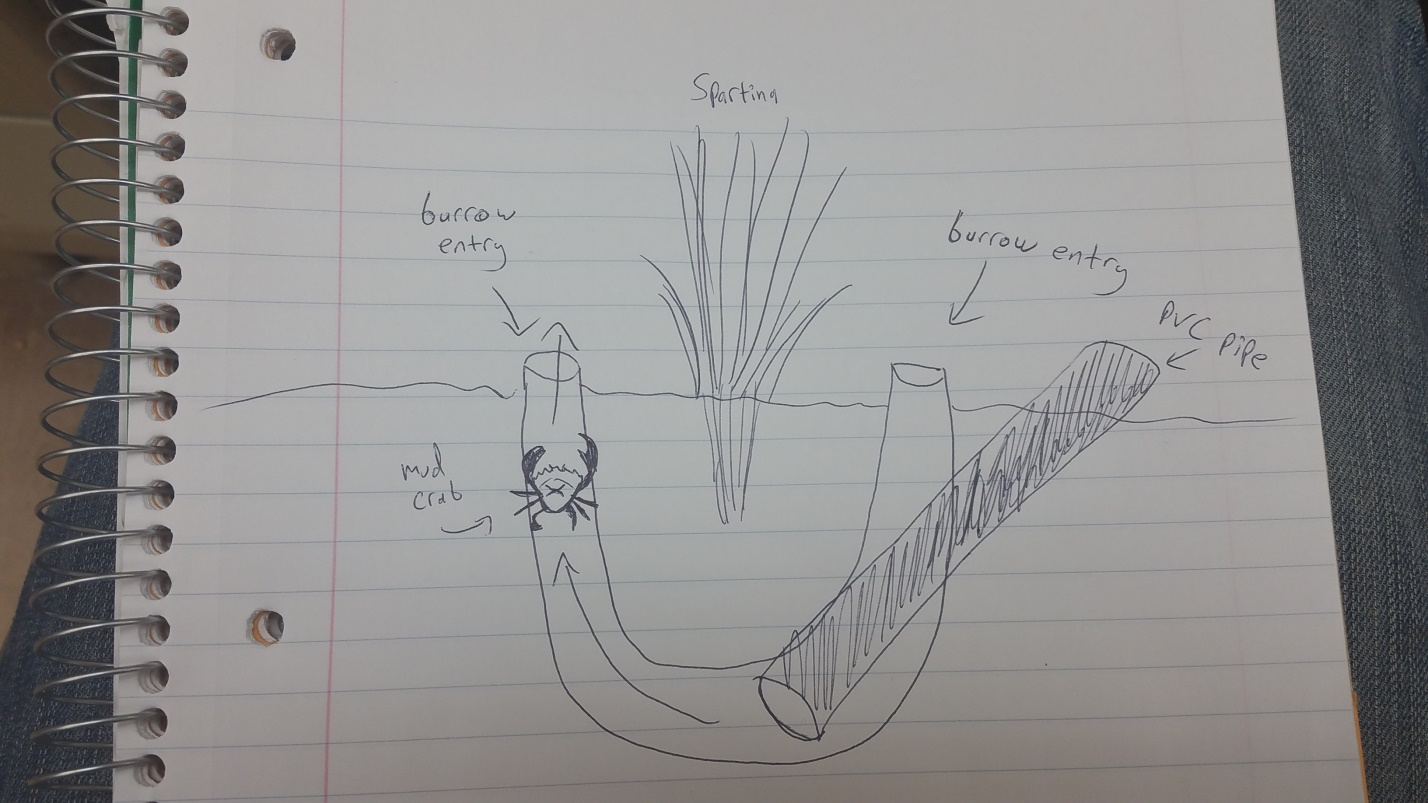 Spartina
burrow
entry
burrow entry
PVC pipe
mud
crab